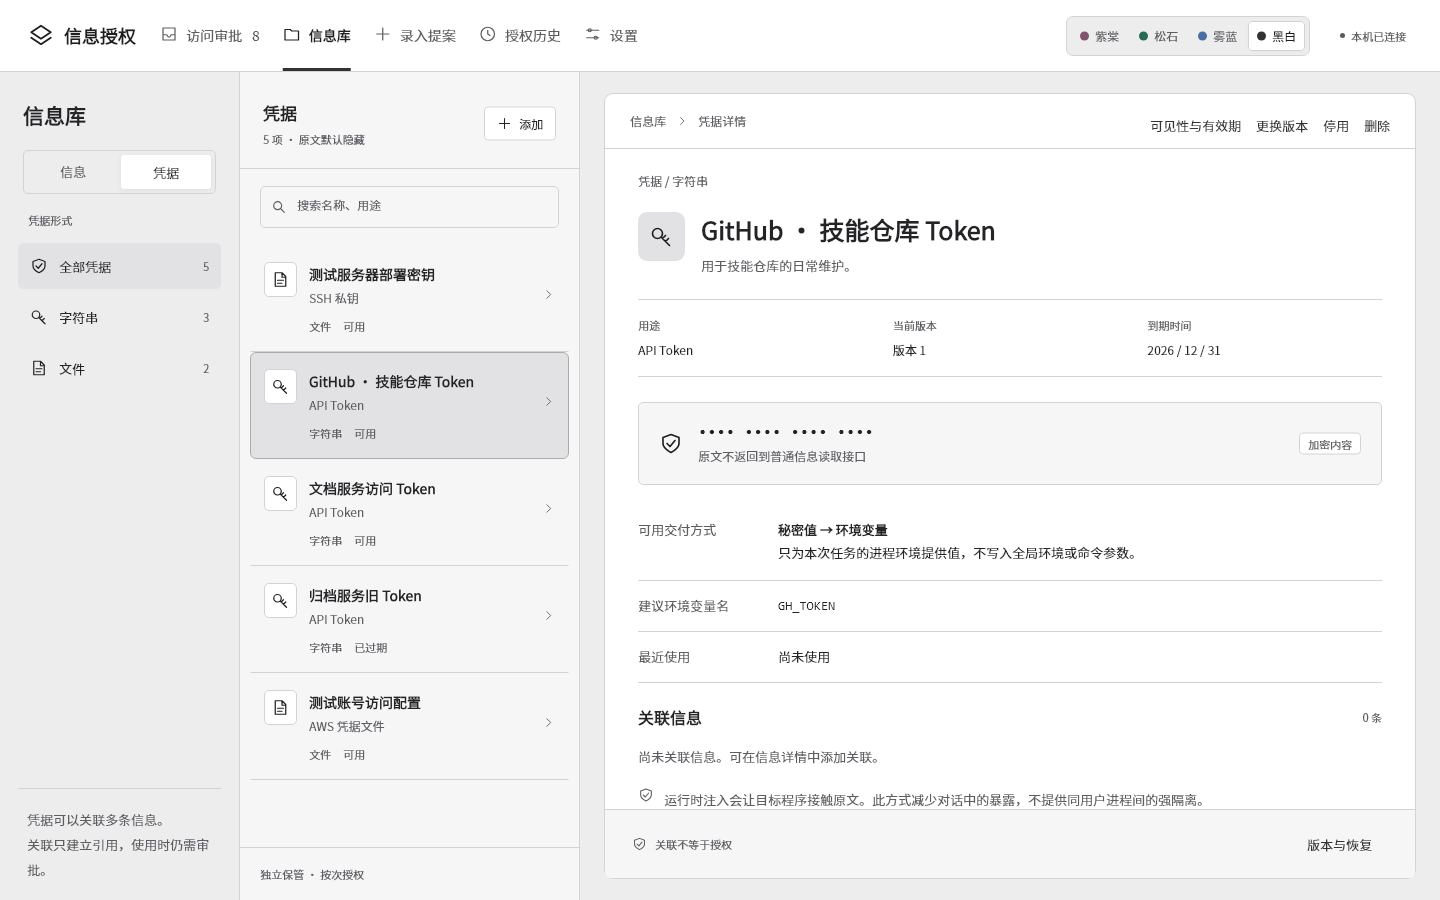 信息授权
访问审批 8
信息库
录入提案
授权历史
设置
紫棠
松石
雾蓝
黑白
本机已连接
信息库
信息
凭据
凭据形式
全部凭据 5
字符串 3
文件 2
凭据可以关联多条信息。
关联只建立引用，使用时仍需审
批。
凭据
5 项 · 原文默认隐藏
添加
搜索名称、用途
测试服务器部署密钥
SSH 私钥
文件 可用
GitHub · 技能仓库 Token
API Token
字符串 可用
文档服务访问 Token
API Token
字符串 可用
归档服务旧 Token
API Token
字符串 已过期
测试账号访问配置
AWS 凭据文件
文件 可用
独立保管 · 按次授权
信息库 > 凭据详情
可见性与有效期 更换版本 停用 删除
凭据 / 字符串
GitHub · 技能仓库 Token
用于技能仓库的日常维护。
用途 当前版本 到期时间
API Token 版本 1 2026 / 12 / 31
•••• •••• •••• ••••
原文不返回到普通信息读取接口
加密内容
可用交付方式 秘密值 → 环境变量
只为本次任务的进程环境提供值，不写入全局环境或命令参数。
建议环境变量名 GH_TOKEN
最近使用 尚未使用
关联信息 0 条
尚未关联信息。可在信息详情中添加关联。
运行时注入会让目标程序接触原文。此方式减少对话中的暴露，不提供同用户进程间的强隔离。
关联不等于授权
版本与恢复